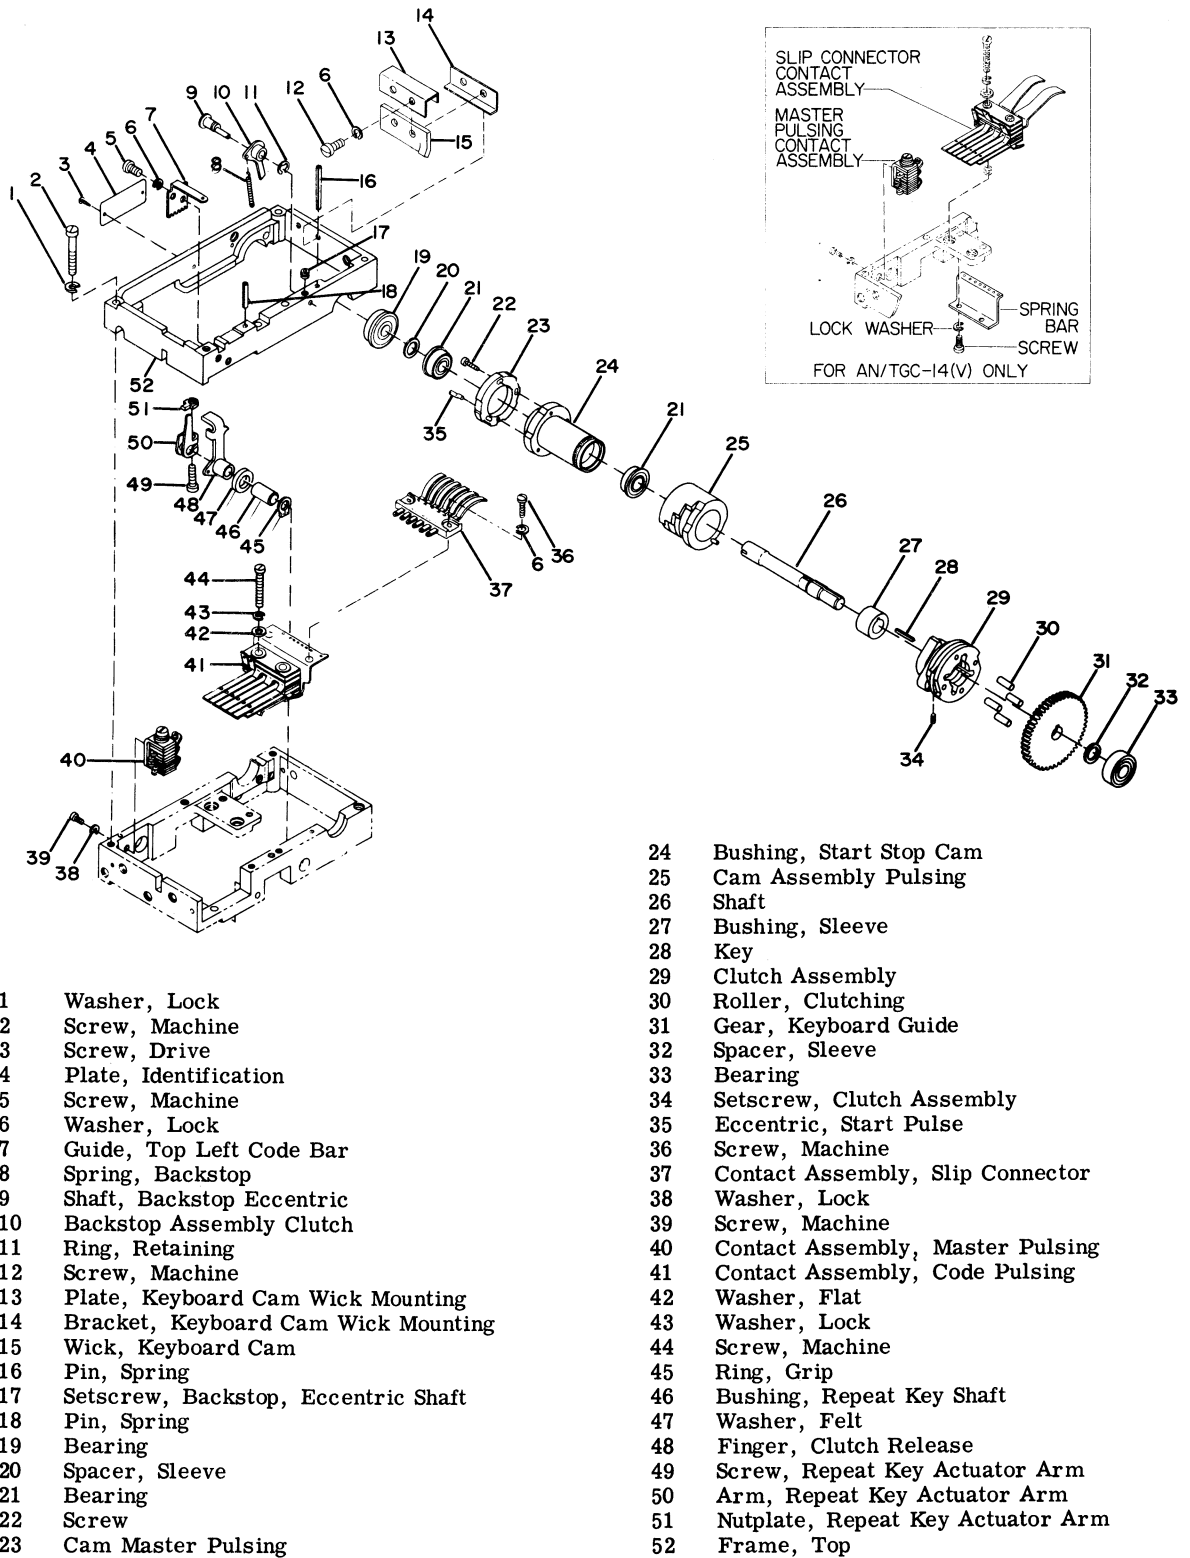 14
13
6
12
11
10
9
8
7
6
5
4
3
2
1
15
16
17
18
19
20
21
22
23
24
21
25
26
27
28
29
30
31
32
33
34
35
36
6
37
52
51
50
49
48
47
46
45
44
43
42
41
40
39
38
SLIP CONNECTOR
CONTACT
ASSEMBLY
MASTER
PULSING
CONTACT
ASSEMBLY
LOCK WASHER
SPRING
BAR
SCREW
FOR AN/TGC-14(V) ONLY
1 Washer, Lock
2 Screw, Machine
3 Screw, Drive
4 Plate, Identification
5 Screw, Machine
6 Washer, Lock
7 Guide, Top Left Code Bar
8 Spring, Backstop
9 Shaft, Backstop Eccentric
10 Backstop Assembly Clutch
11 Ring, Retaining
12 Screw, Machine
13 Plate, Keyboard Cam Wick Mounting
14 Bracket, Keyboard Cam Wick Mounting
15 Wick, Keyboard Cam
16 Pin, Spring
17 Setscrew, Backstop, Eccentric Shaft
18 Pin, Spring
19 Bearing
20 Spacer, Sleeve
21 Bearing
22 Screw
23 Cam Master Pulsing
24 Bushing, Start Stop Cam
25 Cam Assembly Pulsing
26 Shaft
27 Bushing, Sleeve
28 Key
29 Clutch Assembly
30 Roller, Clutching
31 Gear, Keyboard Guide
32 Spacer, Sleeve
33 Bearing
34 Setscrew, Clutch Assembly
35 Eccentric, Start Pulse
36 Screw, Machine
37 Contact Assembly, Slip Connector
38 Washer, Lock
39 Screw, Machine
40 Contact Assembly, Master Pulsing
41 Contact Assembly, Code Pulsing
42 Washer, Flat
43 Washer, Lock
44 Screw, Machine
45 Ring, Grip
46 Bushing, Repeat Key Shaft
47 Washer, Felt
48 Finger, Clutch Release
49 Screw, Repeat Key Actuator Arm
50 Arm, Repeat Key Actuator Arm
51 Nutplate, Repeat Key Actuator Arm
52 Frame, Top